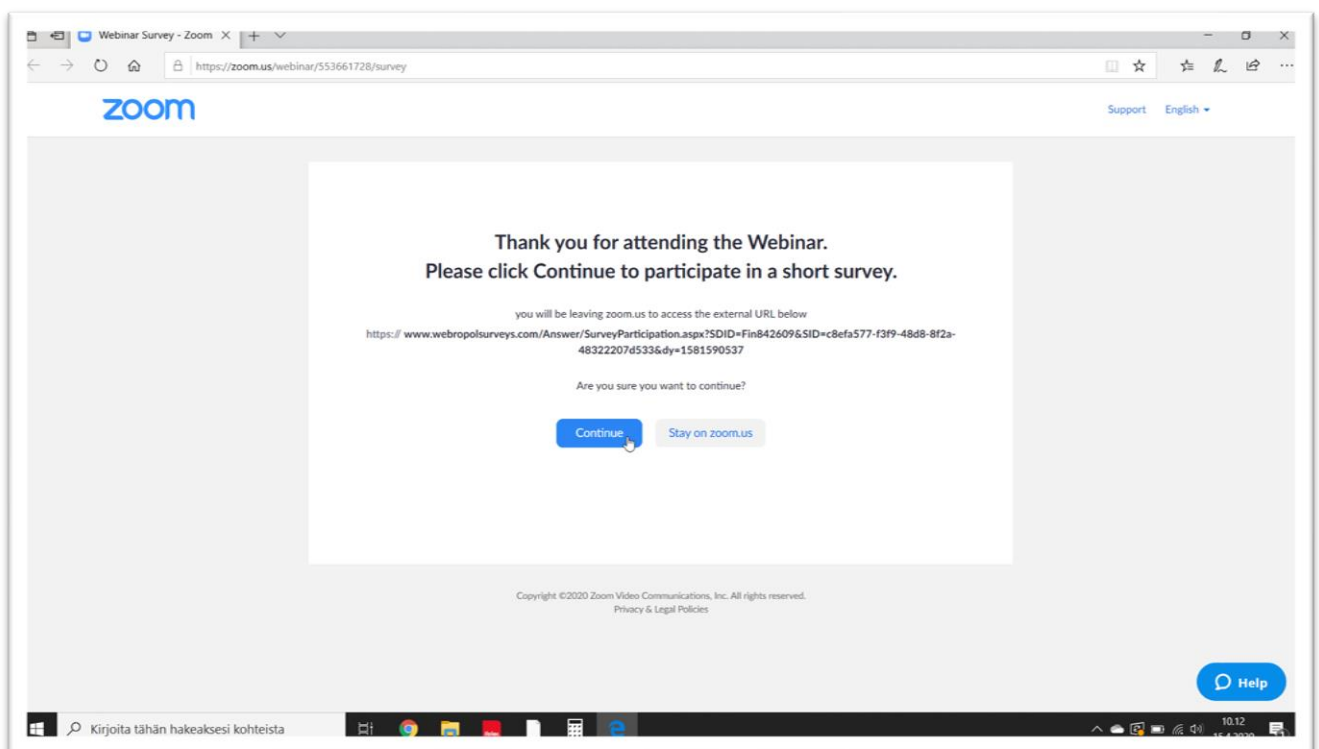 Webinar Survey - Zoom
https://zoom.us/webinar/553661728/survey
zoom
Support English
Thank you for attending the Webinar.
Please click Continue to participate in a short survey.
you will be leaving zoom.us to access the external URL below
https:// www.webropolsurveys.com/Answer/SurveyParticipation.aspx?SDID=Fin842609&SID=c8efa577-f3f9-48d8-8f2a-
48322207d533&dy=1581590537
Are you sure you want to continue?
Continue Stay on zoom.us
Copyright ©2020 Zoom Video Communications, Inc. All rights reserved.
Privacy & Legal Policies
Help
Kirjoita tähän hakeaksesi kohteista
10.12
15.4.2020